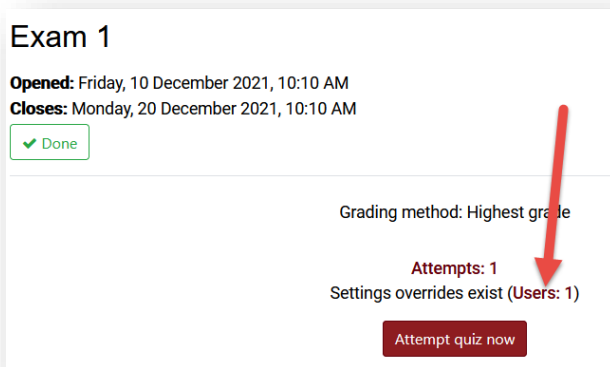 Exam 1
Opened: Friday, 10 December 2021, 10:10 AM
Closes: Monday, 20 December 2021, 10:10 AM
✔ Done
Grading method: Highest grade
Attempts: 1
Settings overrides exist (Users: 1)
Attempt quiz now